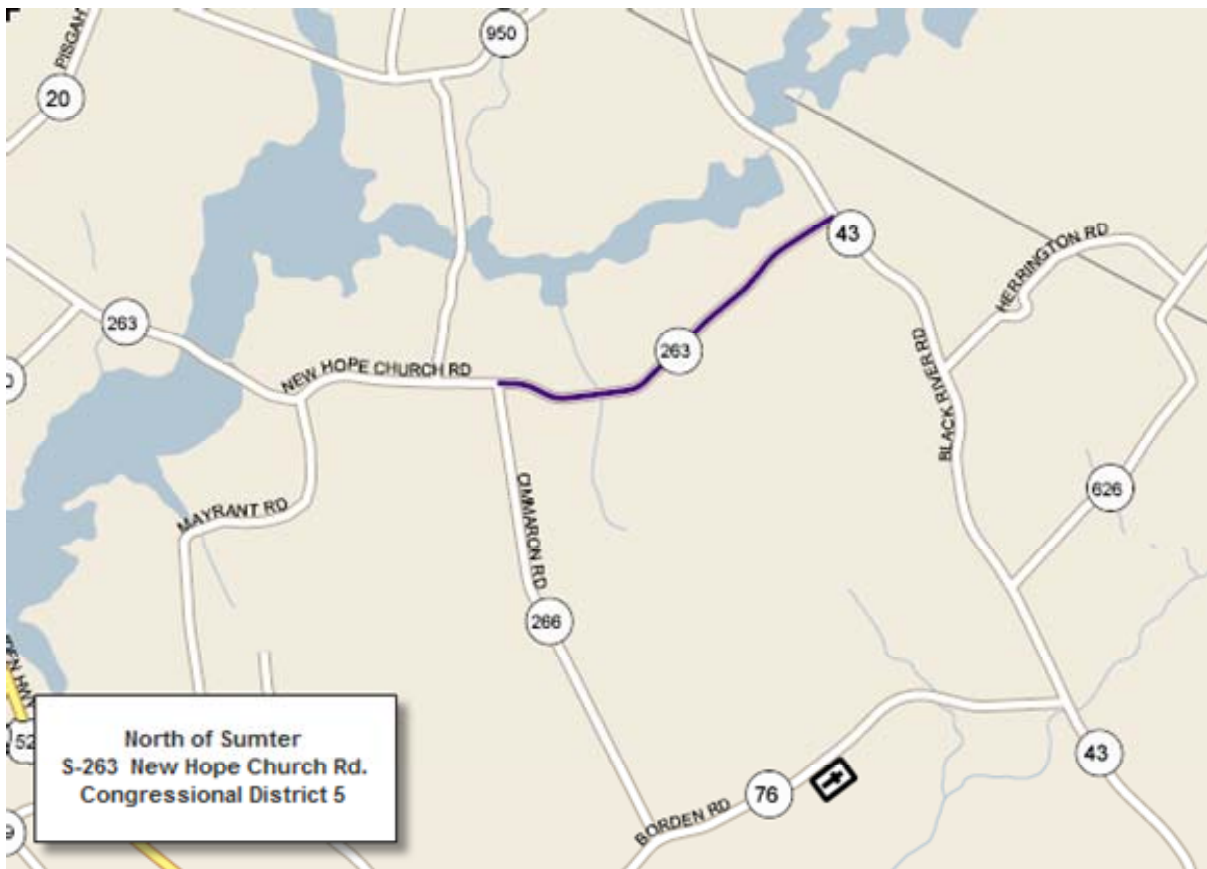 PISGAH
950
20
43
HERRINGTON RD
263
263
NEW HOPE CHURCH RD
BLACK RIVER RD
MAYRANT RD
CIMMARON RD
626
266
North of Sumter
S-263 New Hope Church Rd.
Congressional District 5
43
76
BORDEN RD